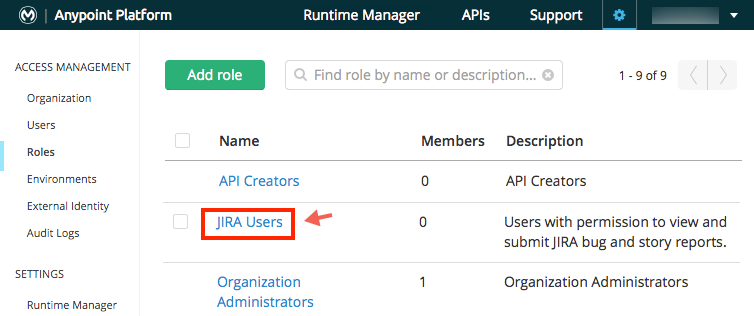 Anypoint Platform Runtime Manager APIs Support
ACCESS MANAGEMENT
Organization
Users
Roles
Environments
External Identity
Audit Logs
SETTINGS
Runtime Manager
Add role Find role by name or description... 1 - 9 of 9
Name Members Description
API Creators 0 API Creators
JIRA Users 0 Users with permission to view and
submit JIRA bug and story reports.
Organization 1 Organization Administrators
Administrators